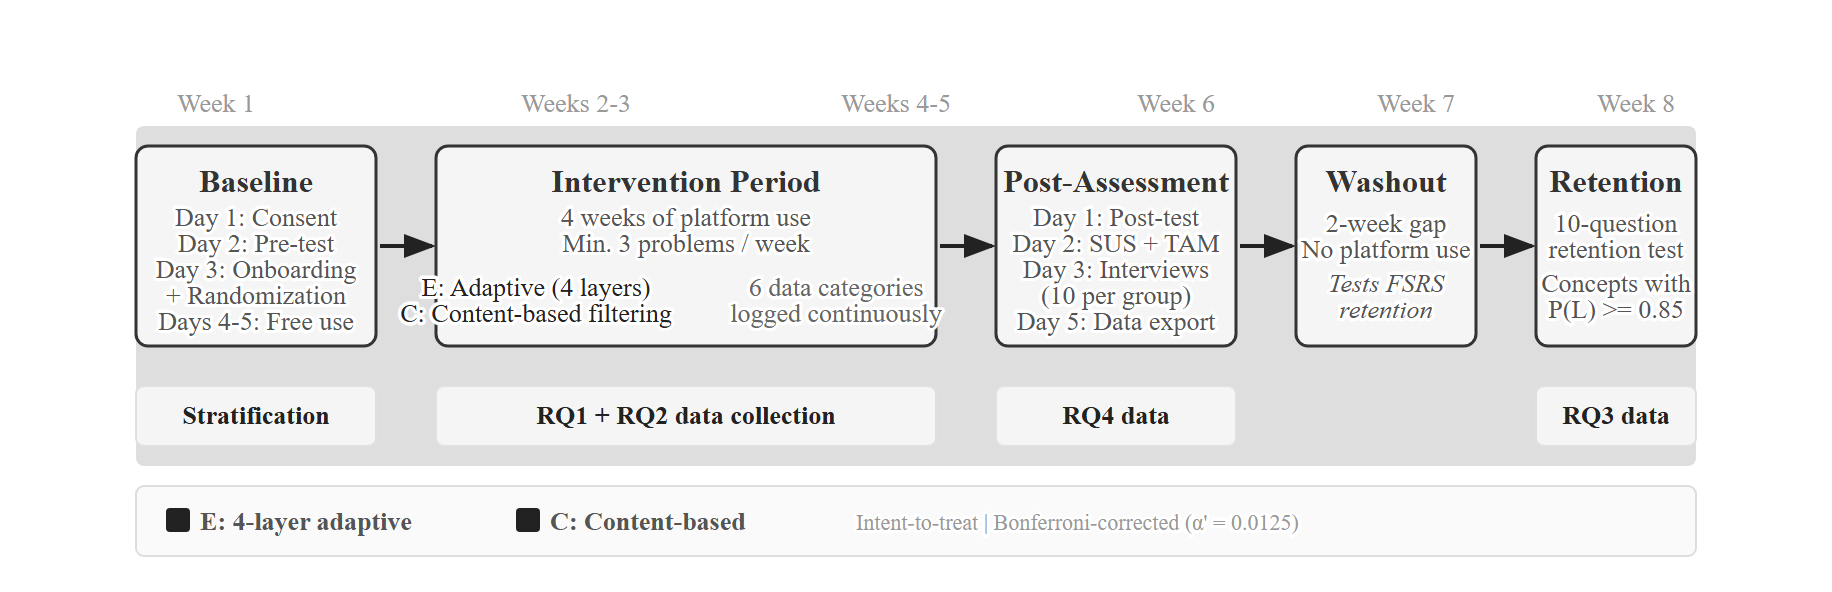 Week 1
Weeks 2-3
Weeks 4-5
Week 6
Week 7
Week 8
Baseline
Day 1: Consent
Day 2: Pre-test
Day 3: Onboarding
+ Randomization
Days 4-5: Free use
Intervention Period
4 weeks of platform use
Min. 3 problems / week
E: Adaptive (4 layers)
C: Content-based filtering
6 data categories
logged continuously
Post-Assessment
Day 1: Post-test
Day 2: SUS + TAM
Day 3: Interviews
(10 per group)
Day 5: Data export
Washout
2-week gap
No platform use
Tests FSRS
retention
Retention
10-question
retention test
Concepts with
P(L) >= 0.85
Stratification
RQ1 + RQ2 data collection
RQ4 data
RQ3 data
E: 4-layer adaptive
C: Content-based
Intent-to-treat | Bonferroni-corrected (α' = 0.0125)